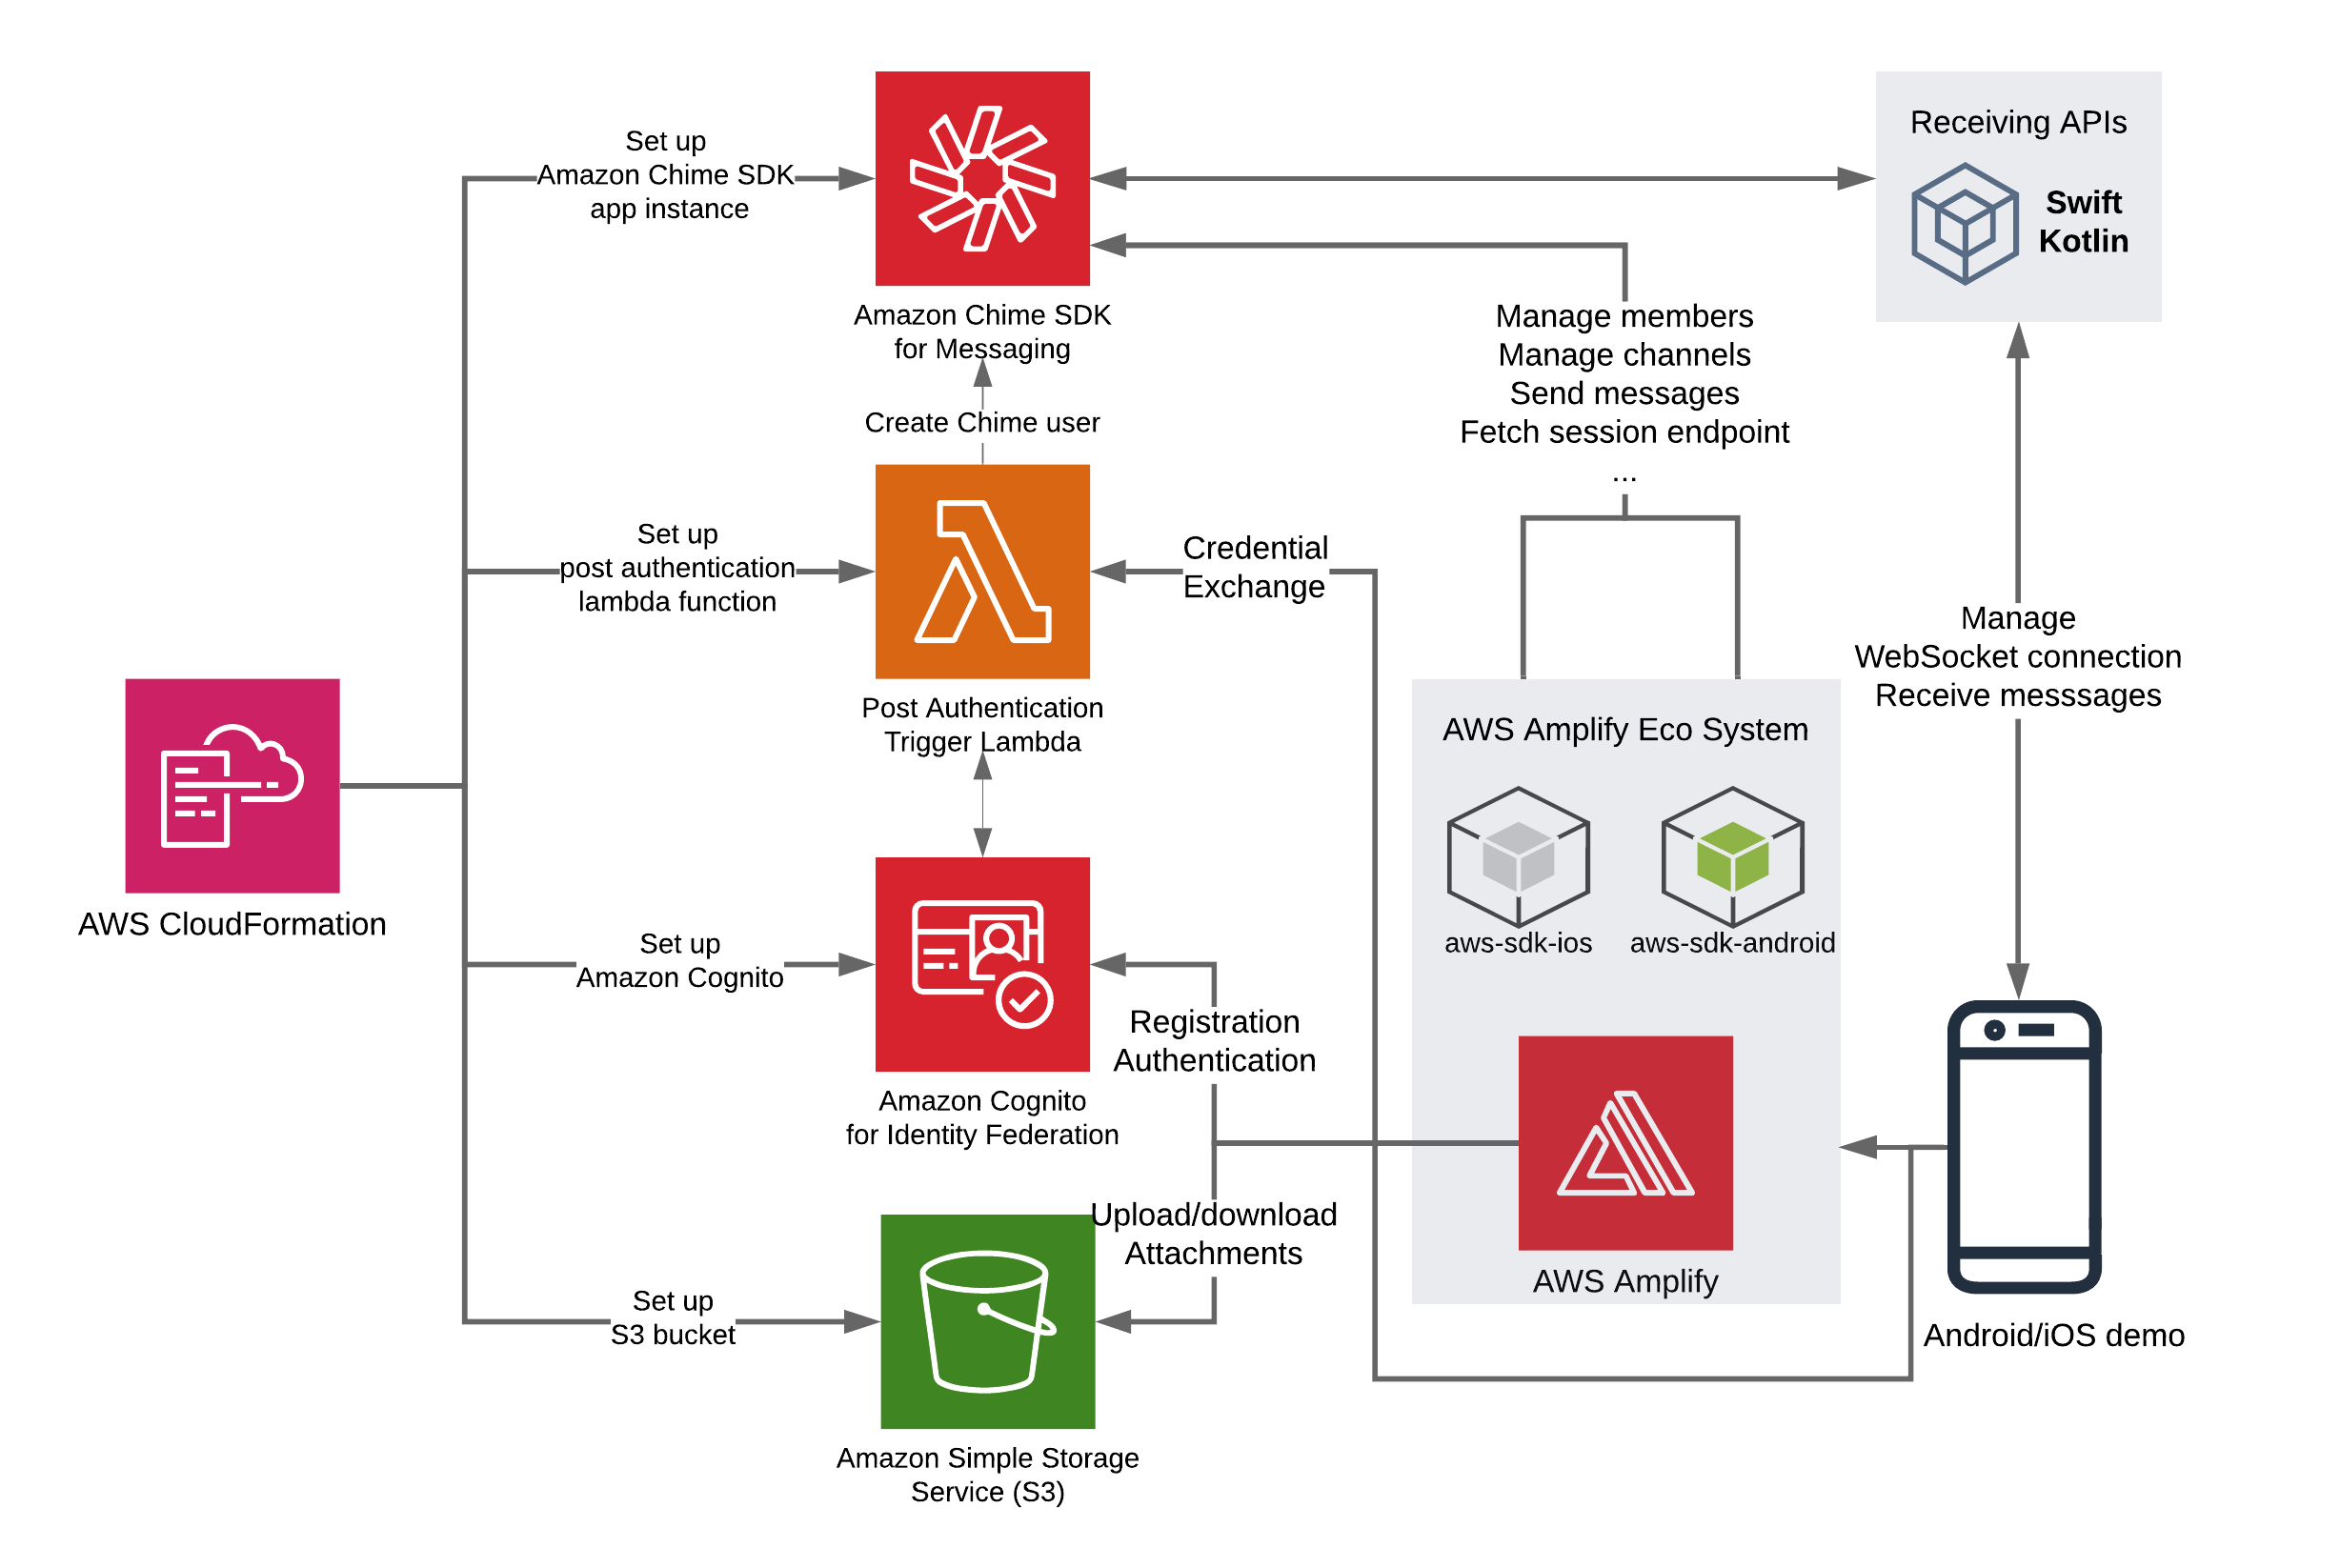 Set up
Amazon Chime SDK
app instance
Amazon Chime SDK
for Messaging
Receiving APIs
Swift
Kotlin
Manage members
Manage channels
Send messages
Fetch session endpoint
...
Create Chime user
Set up
post authentication
lambda function
Credential
Exchange
Post Authentication
Trigger Lambda
Manage
WebSocket connection
Receive messsages
AWS CloudFormation
AWS Amplify Eco System
aws-sdk-ios
aws-sdk-android
Set up
Amazon Cognito
Registration
Authentication
Amazon Cognito
for Identity Federation
Upload/download
Attachments
AWS Amplify
Android/iOS demo
Set up
S3 bucket
Amazon Simple Storage
Service (S3)